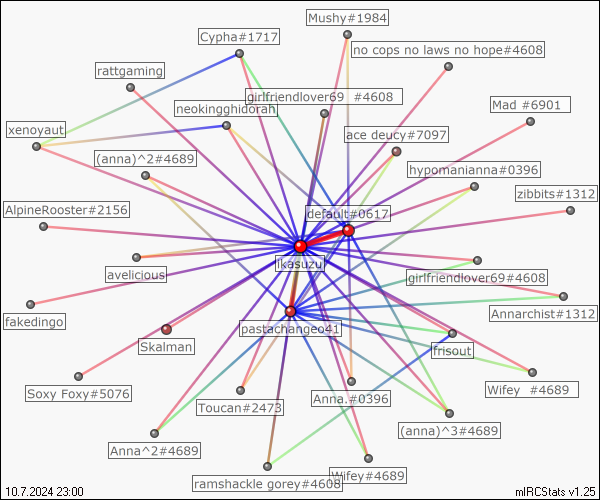 Mushy#1984
Cypha#1717
no cops no laws no hope#4608
rattgaming
girlfriendlover69 #4608
Mad #6901
neokingghidorah
xenoyaut
ace deucy#7097
(anna)^2#4689
hypomanianna#0396
zibbits#1312
AlpineRooster#2156
default#0617
ikasuzu
avelicious
girlfriendlover69#4608
Annarchist#1312
fakedingo
pastachangeo41
Skalman
frisout
Soxy Foxy#5076
Wifey #4689
Toucan#2473
Anna.#0396
(anna)^3#4689
Anna^2#4689
ramshackle gorey#4608
Wifey#4689
10.7.2024 23:00
mIRCStats v1.25